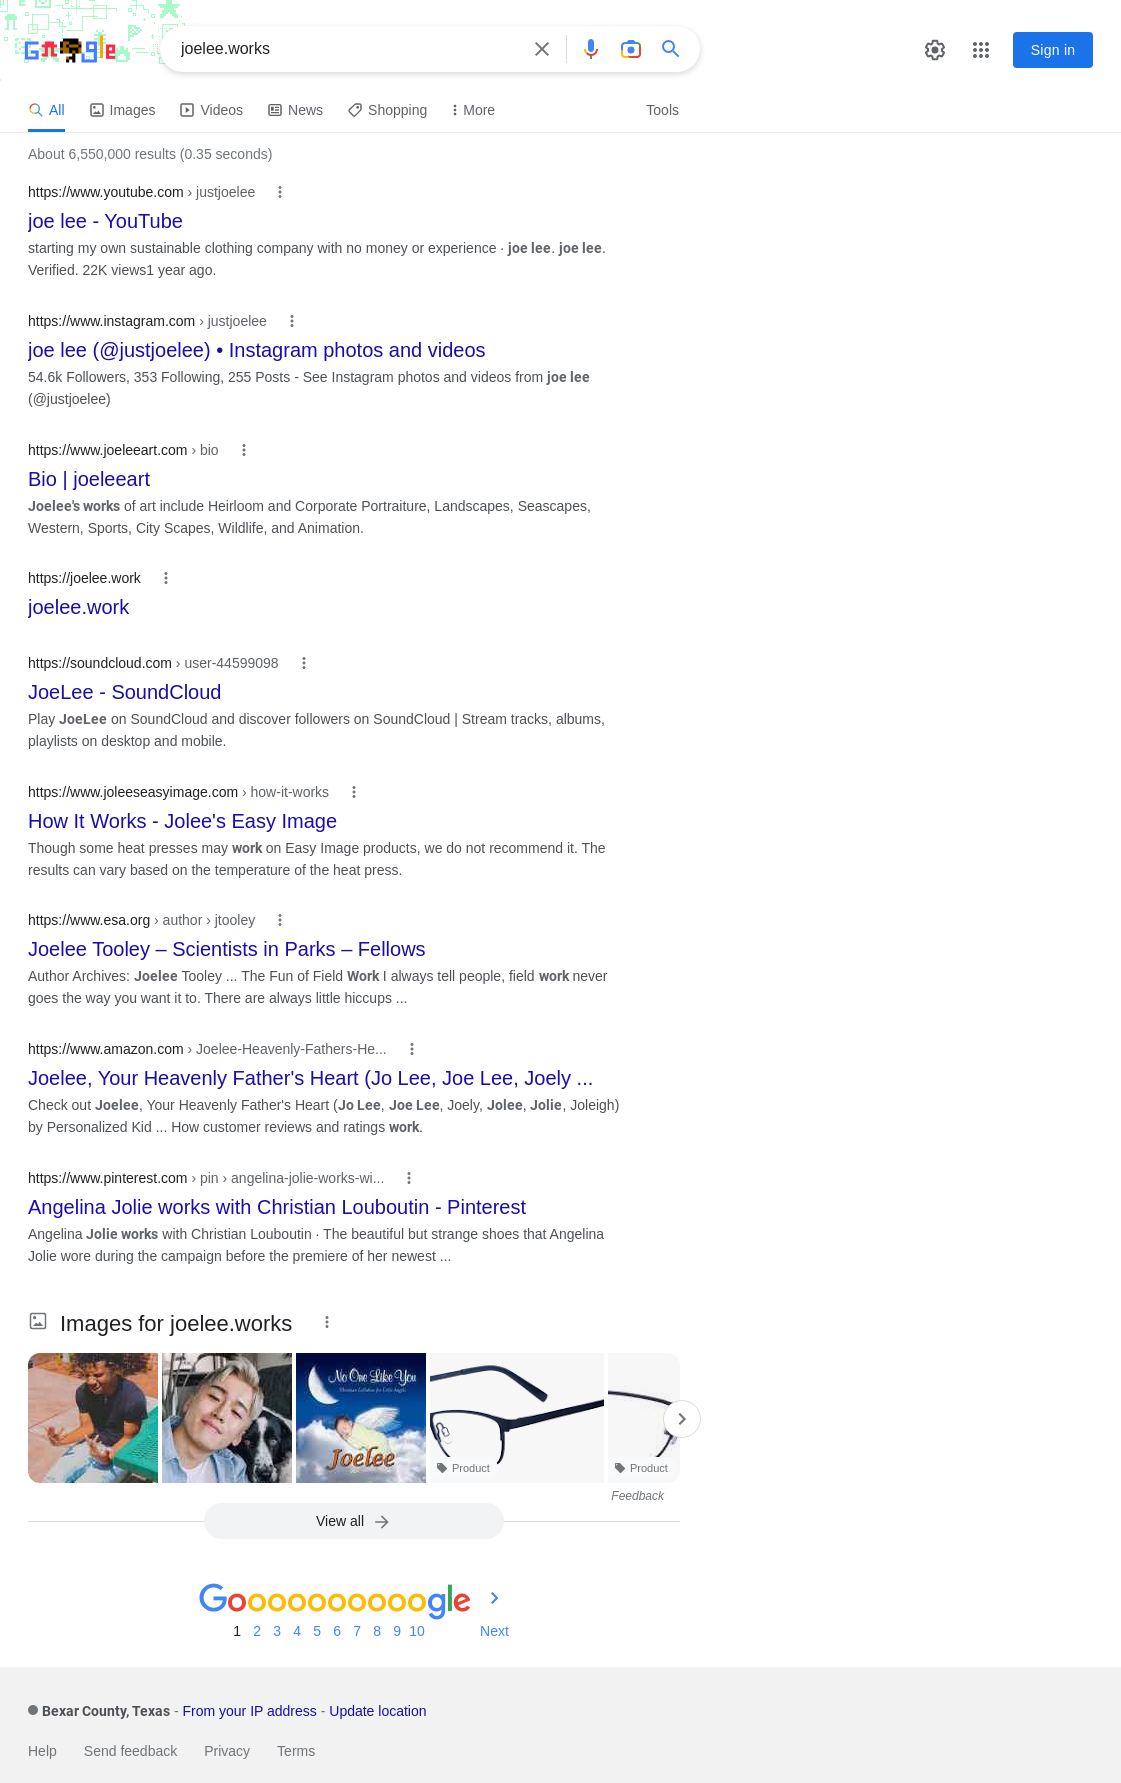 Google
joelee.works
Sign in
All Images Videos News Shopping More Tools
About 6,550,000 results (0.35 seconds)
https://www.youtube.com › justjoelee
joe lee - YouTube
starting my own sustainable clothing company with no money or experience · joe lee. joe lee.
Verified. 22K views1 year ago.
https://www.instagram.com › justjoelee
joe lee (@justjoelee) • Instagram photos and videos
54.6k Followers, 353 Following, 255 Posts - See Instagram photos and videos from joe lee
(@justjoelee)
https://www.joeleeart.com › bio
Bio | joeleeart
Joelee's works of art include Heirloom and Corporate Portraiture, Landscapes, Seascapes,
Western, Sports, City Scapes, Wildlife, and Animation.
https://joelee.work
joelee.work
https://soundcloud.com › user-44599098
JoeLee - SoundCloud
Play JoeLee on SoundCloud and discover followers on SoundCloud | Stream tracks, albums,
playlists on desktop and mobile.
https://www.joleeseasyimage.com › how-it-works
How It Works - Jolee's Easy Image
Though some heat presses may work on Easy Image products, we do not recommend it. The
results can vary based on the temperature of the heat press.
https://www.esa.org › author › jtooley
Joelee Tooley – Scientists in Parks – Fellows
Author Archives: Joelee Tooley ... The Fun of Field Work I always tell people, field work never
goes the way you want it to. There are always little hiccups ...
https://www.amazon.com › Joelee-Heavenly-Fathers-He...
Joelee, Your Heavenly Father's Heart (Jo Lee, Joe Lee, Joely ...
Check out Joelee, Your Heavenly Father's Heart (Jo Lee, Joe Lee, Joely, Jolee, Jolie, Joleigh)
by Personalized Kid ... How customer reviews and ratings work.
https://www.pinterest.com › pin › angelina-jolie-works-wi...
Angelina Jolie works with Christian Louboutin - Pinterest
Angelina Jolie works with Christian Louboutin · The beautiful but strange shoes that Angelina
Jolie wore during the campaign before the premiere of her newest ...
Images for joelee.works
No One Like You
Christian Lullabies for Little Angels
Joelee
Product
Product
Feedback
View all
Goooooooooogle
1 2 3 4 5 6 7 8 9 10 Next
Bexar County, Texas - From your IP address - Update location
Help Send feedback Privacy Terms